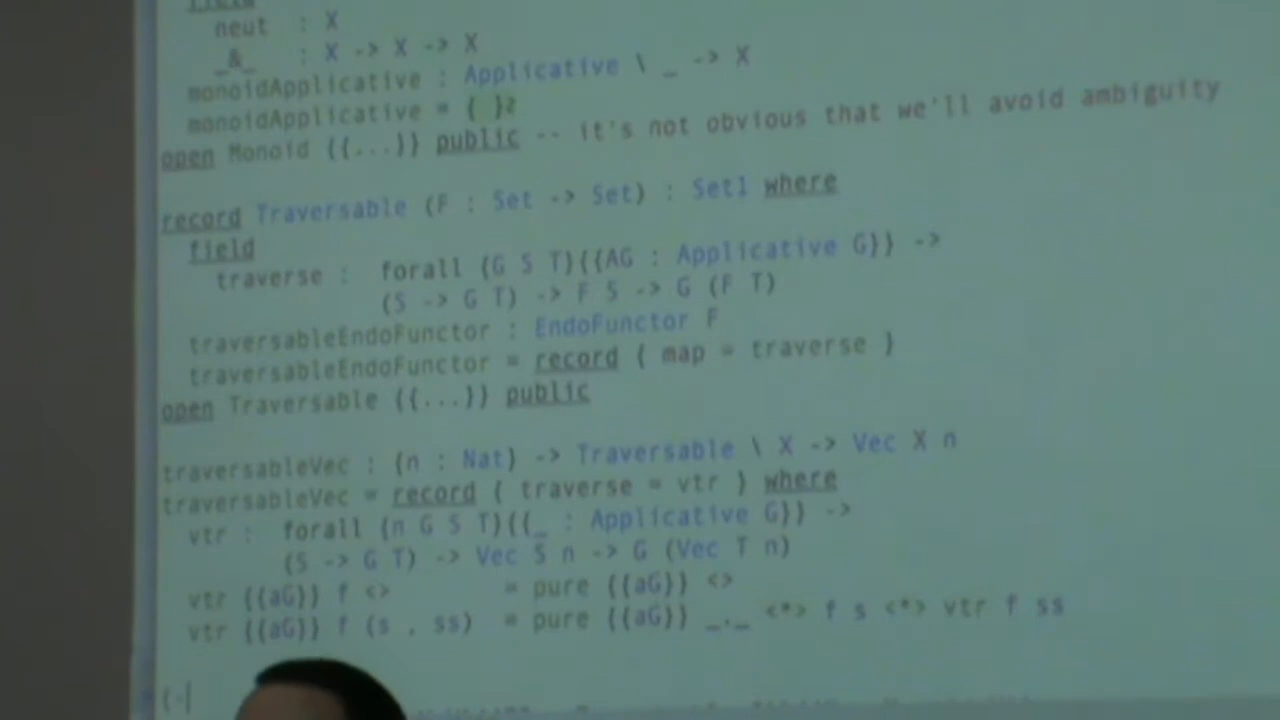 field
neut : X
_&_ : X -> X -> X
monoidApplicative : Applicative \ _ -> X
monoidApplicative = { }2
open Monoid {{...}} public -- it's not obvious that we'll avoid ambiguity
record Traversable (F : Set -> Set) : Set1 where
field
traverse : forall {G S T}{{AG : Applicative G}} ->
(S -> G T) -> F S -> G (F T)
traversableEndoFunctor : EndoFunctor F
traversableEndoFunctor = record { map = traverse }
open Traversable {{...}} public
traversableVec : {n : Nat} -> Traversable \ X -> Vec X n
traversableVec = record { traverse = vtr } where
vtr : forall {n G S T}{{_ : Applicative G}} ->
(S -> G T) -> Vec S n -> G (Vec T n)
vtr {{aG}} f <> = pure {{aG}} <>
vtr {{aG}} f (s , ss) = pure {{aG}} _,_ <*> f s <*> vtr f ss
{-